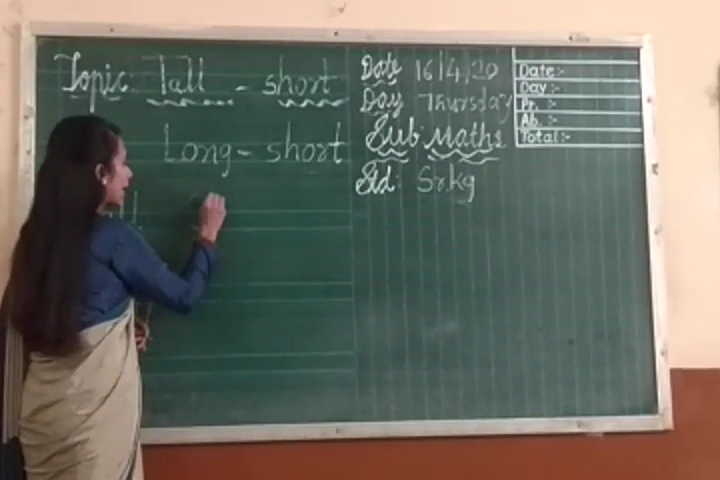 Topic: Tall - short
Long - short
Date 16/4/20
Day Thursday
Sub: Maths
Std: Sr.kg
Date:-
Day:-
Pr. :-
Ab. :-
Total:-